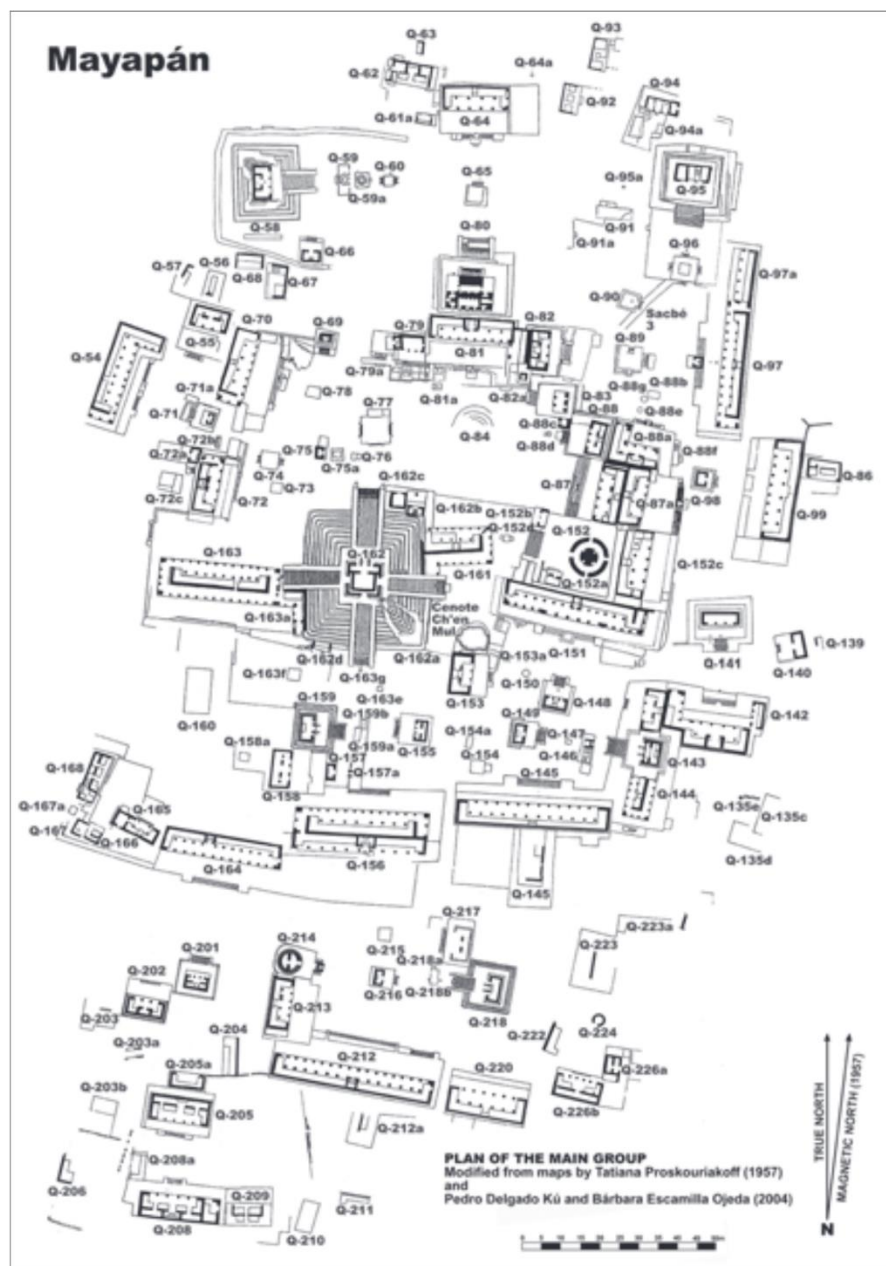 Mayapán
Q-63
Q-93
Q-62
Q-64a
Q-94
Q-92
Q-61a
Q-64
Q-94a
Q-59
Q-60
Q-65
Q-95a
Q-95
Q-59a
Q-58
Q-80
Q-91
Q-91a
Q-66
Q-96
Q-57
Q-56
Q-68
Q-67
Q-97a
Q-90
Sacbé
3
Q-70
Q-69
Q-79
Q-82
Q-55
Q-81
Q-89
Q-54
Q-97
Q-79a
Q-88g
Q-88b
Q-71a
Q-78
Q-81a
Q-82a
Q-83
Q-88e
Q-71
Q-77
Q-88
Q-84
Q-88c
Q-88a
Q-88d
Q-88f
Q-72b
Q-72a
Q-75
Q-76
Q-74
Q-75a
Q-87
Q-86
Q-162c
Q-98
Q-72c
Q-73
Q-72
Q-87a
Q-99
Q-162b
Q-152b
Q-152
Q-163
Q-162
Q-161
Q-152a
Q-152c
Q-163a
Cenote
Ch'en
Mul
Q-162d
Q-162a
Q-153a
Q-151
Q-141
Q-139
Q-140
Q-163f
Q-163g
Q-150
Q-163e
Q-153
Q-148
Q-160
Q-159
Q-159b
Q-149
Q-142
Q-154a
Q-147
Q-158a
Q-159a
Q-155
Q-146
Q-143
Q-168
Q-157
Q-154
Q-158
Q-157a
Q-145
Q-144
Q-167a
Q-165
Q-135e
Q-135c
Q-167
Q-166
Q-164
Q-156
Q-135d
Q-145
Q-217
Q-223a
Q-201
Q-214
Q-215
Q-223
Q-202
Q-218a
Q-216
Q-218b
Q-203
Q-213
Q-218
Q-203a
Q-204
Q-222
Q-224
Q-205a
Q-212
Q-220
Q-226a
Q-203b
Q-205
Q-226b
Q-212a
Q-208a
Q-206
Q-209
Q-211
Q-208
Q-210
PLAN OF THE MAIN GROUP
Modified from maps by Tatiana Proskouriakoff (1957)
and
Pedro Delgado Kú and Bárbara Escamilla Ojeda (2004)
TRUE NORTH
MAGNETIC NORTH (1957)
N